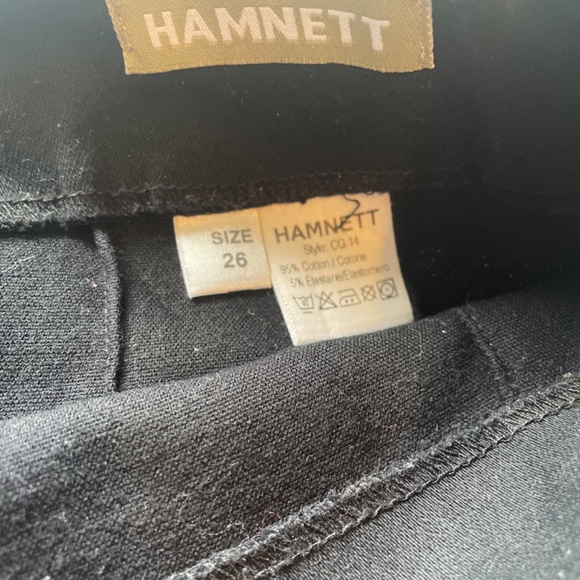 HAMNETT
SIZE
26
HAMNETT
Style: CG 14
95% Cotton / Cotone
5% Elastane/Elastomero